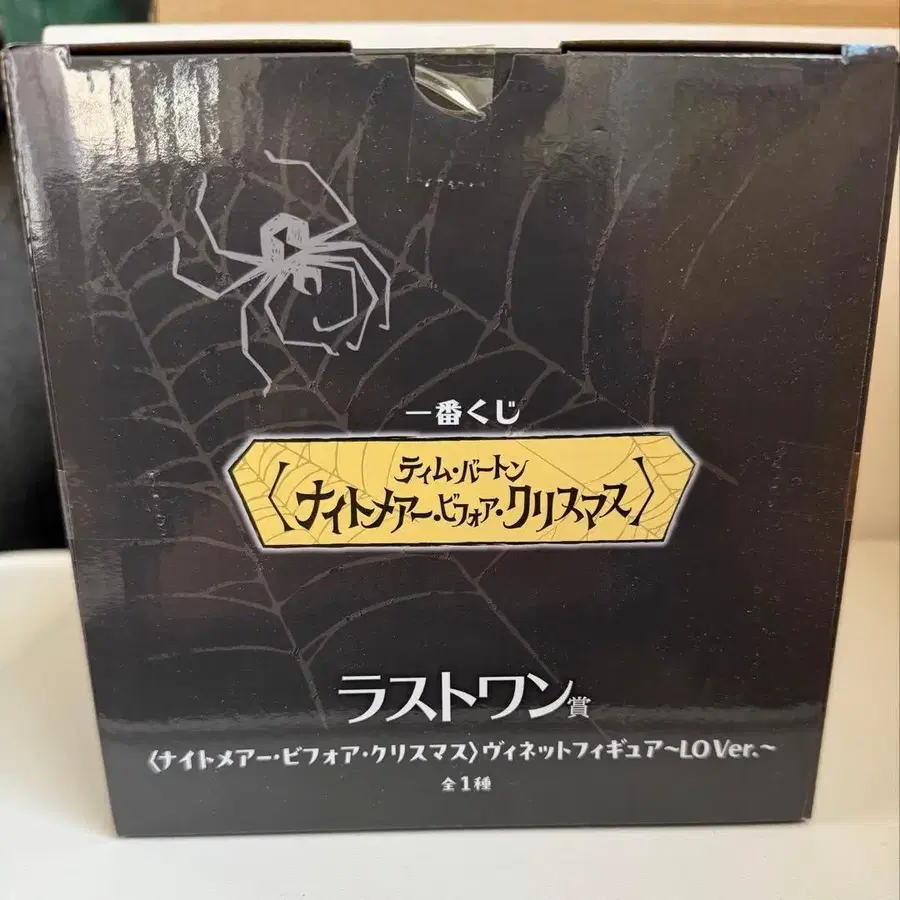 一番くじ
ティム・バートン
〈ナイトメアー・ビフォア・クリスマス〉
ラストワン賞
〈ナイトメアー・ビフォア・クリスマス〉ヴィネットフィギュア〜LO Ver.〜
全1種